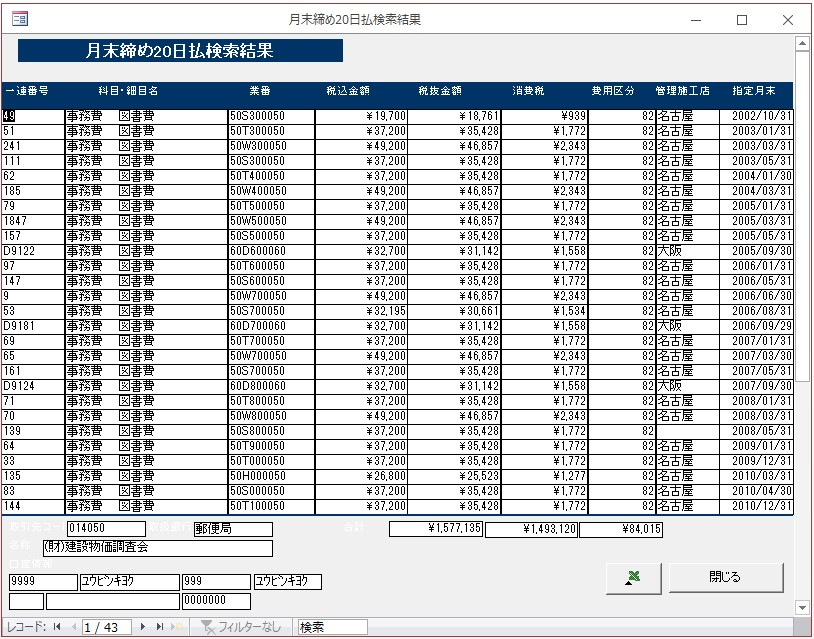 月末締め20日払検索結果
月末締め20日払検索結果
一連番号 科目・細目名 業番 税込金額 税抜金額 消費税 費用区分 管理施工店 指定月末
49 事務費 図書費 50S300050 ¥19,700 ¥18,761 ¥939 82 名古屋 2002/10/31
51 事務費 図書費 50T300050 ¥37,200 ¥35,428 ¥1,772 82 名古屋 2003/01/31
241 事務費 図書費 50W300050 ¥49,200 ¥46,857 ¥2,343 82 名古屋 2003/03/31
111 事務費 図書費 50S300050 ¥37,200 ¥35,428 ¥1,772 82 名古屋 2003/05/31
62 事務費 図書費 50T400050 ¥37,200 ¥35,428 ¥1,772 82 名古屋 2004/01/30
185 事務費 図書費 50W400050 ¥49,200 ¥46,857 ¥2,343 82 名古屋 2004/03/31
79 事務費 図書費 50T500050 ¥37,200 ¥35,428 ¥1,772 82 名古屋 2005/01/31
1847 事務費 図書費 50W500050 ¥49,200 ¥46,857 ¥2,343 82 名古屋 2005/03/31
157 事務費 図書費 50S500050 ¥37,200 ¥35,428 ¥1,772 82 名古屋 2005/05/31
D9122 事務費 図書費 60D600060 ¥32,700 ¥31,142 ¥1,558 82 大阪 2005/09/30
97 事務費 図書費 50T600050 ¥37,200 ¥35,428 ¥1,772 82 名古屋 2006/01/31
147 事務費 図書費 50S600050 ¥37,200 ¥35,428 ¥1,772 82 名古屋 2006/05/31
9 事務費 図書費 50W700050 ¥49,200 ¥46,857 ¥2,343 82 名古屋 2006/06/30
53 事務費 図書費 50S700050 ¥32,195 ¥30,661 ¥1,534 82 名古屋 2006/08/31
D9181 事務費 図書費 60D700060 ¥32,700 ¥31,142 ¥1,558 82 大阪 2006/09/29
69 事務費 図書費 50T700050 ¥37,200 ¥35,428 ¥1,772 82 名古屋 2007/01/31
65 事務費 図書費 50W700050 ¥49,200 ¥46,857 ¥2,343 82 名古屋 2007/03/30
161 事務費 図書費 50S700050 ¥37,200 ¥35,428 ¥1,772 82 名古屋 2007/05/31
D9124 事務費 図書費 60D800060 ¥32,700 ¥31,142 ¥1,558 82 大阪 2007/09/30
71 事務費 図書費 50T800050 ¥37,200 ¥35,428 ¥1,772 82 名古屋 2008/01/31
70 事務費 図書費 50W800050 ¥49,200 ¥46,857 ¥2,343 82 名古屋 2008/03/31
139 事務費 図書費 50S800050 ¥37,200 ¥35,428 ¥1,772 82 2008/05/31
64 事務費 図書費 50T900050 ¥37,200 ¥35,428 ¥1,772 82 名古屋 2009/01/31
33 事務費 図書費 50T000050 ¥37,200 ¥35,428 ¥1,772 82 名古屋 2009/12/31
135 事務費 図書費 50H000050 ¥26,800 ¥25,523 ¥1,277 82 名古屋 2010/03/31
83 事務費 図書費 50S000050 ¥37,200 ¥35,428 ¥1,772 82 名古屋 2010/04/30
144 事務費 図書費 50T100050 ¥37,200 ¥35,428 ¥1,772 82 名古屋 2010/12/31
取引先コード 014050 取扱銀行 郵便局 合計 ¥1,577,135 ¥1,493,120 ¥84,015
名称 (財)建設物価調査会
口座情報
9999 ユウビンキヨク 999 ユウビンキヨク
0000000
閉じる
レコード: 1 / 43 フィルターなし 検索